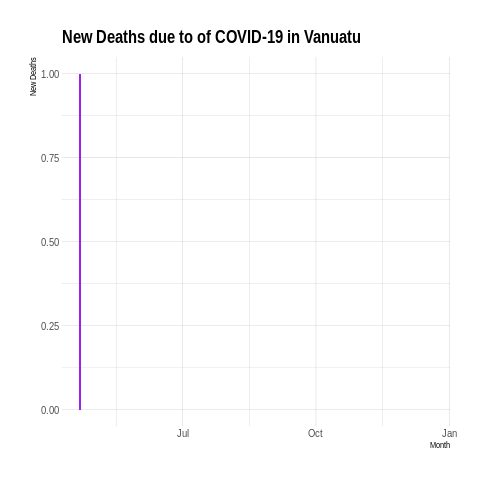 New Deaths due to of COVID-19 in Vanuatu
New Deaths
1.00
0.75
0.50
0.25
0.00
Jul Oct Jan
Month